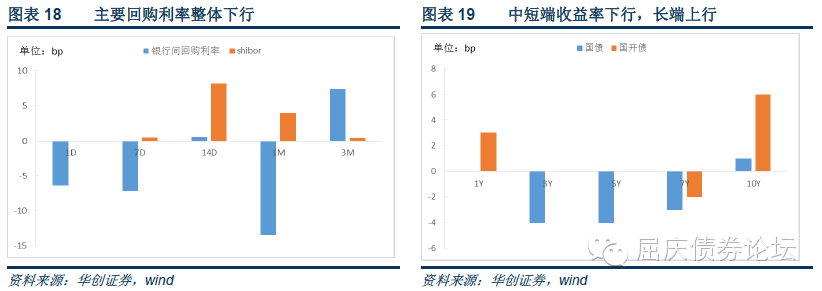 图表 18 主要回购利率整体下行
单位：bp
银行间回购利率 shibor
10
5
0
-5
-10
-15
1D 7D 14D 1M 3M
资料来源：华创证券，wind
图表 19 中短端收益率下行，长端上行
单位：bp
国债 国开债
8
6
4
2
0
-2
-4
-6
1Y 3Y 5Y 7Y 10Y
屈庆债券论坛
资料来源：华创证券，wind